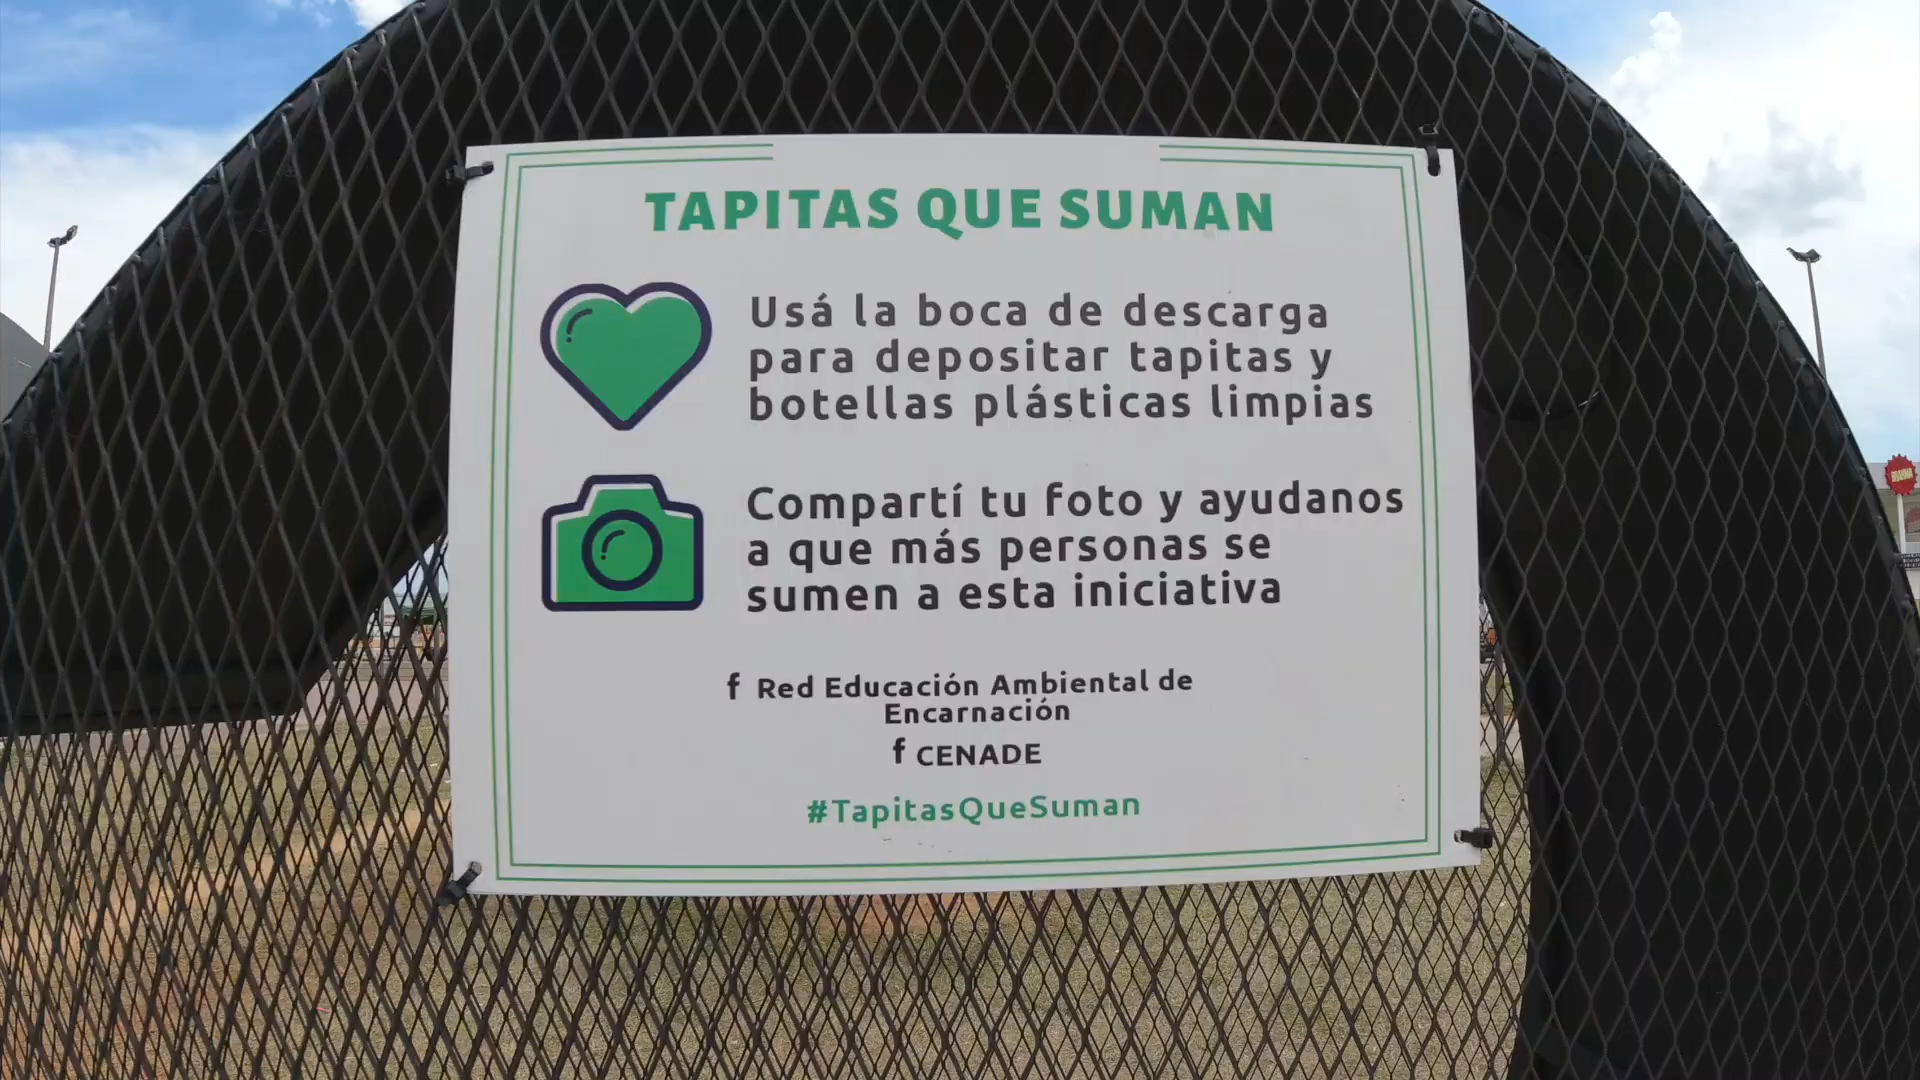 TAPITAS QUE SUMAN
Usá la boca de descarga
para depositar tapitas y
botellas plásticas limpias
Compartí tu foto y ayudanos
a que más personas se
sumen a esta iniciativa
f Red Educación Ambiental de
Encarnación
f CENADE
#TapitasQueSuman